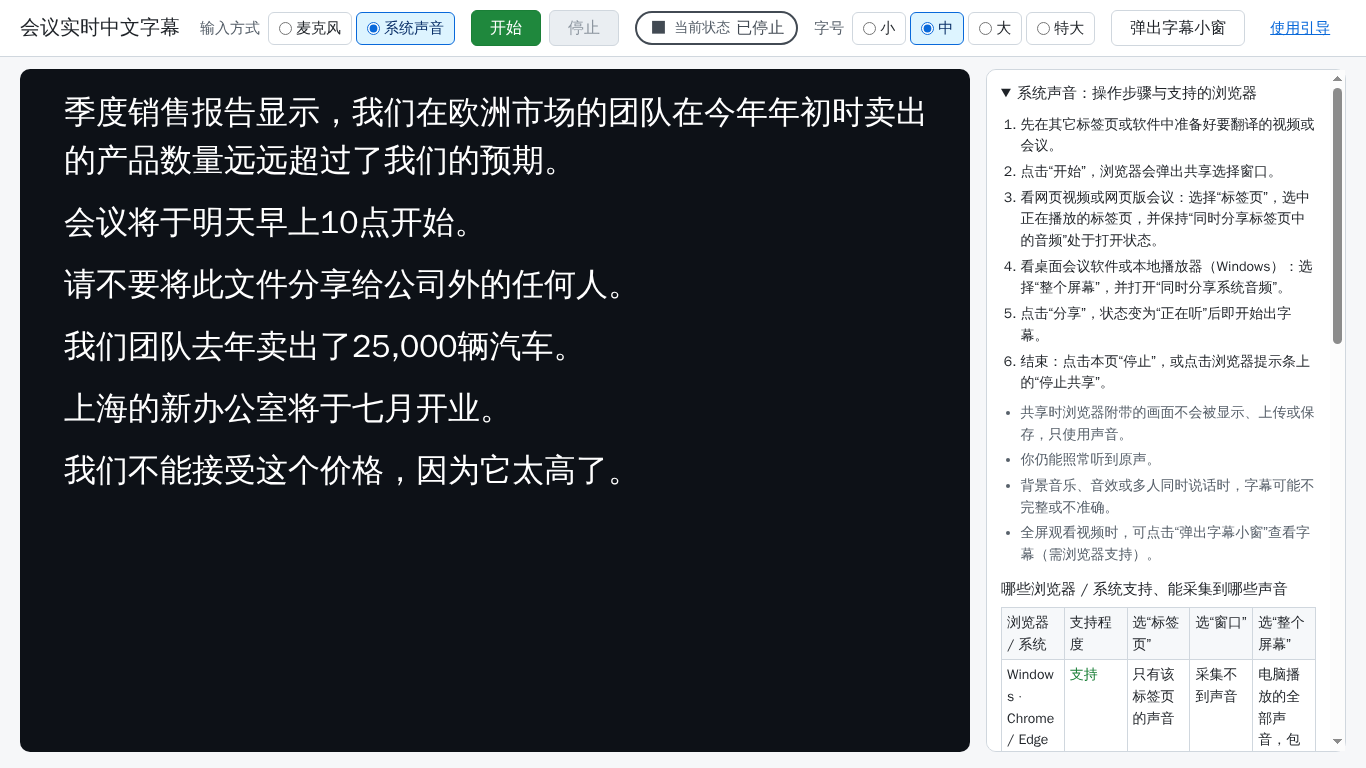 会议实时中文字幕
输入方式
麦克风
系统声音
开始
停止
当前状态 已停止
字号
小
中
大
特大
弹出字幕小窗
使用引导
季度销售报告显示，我们在欧洲市场的团队在今年年初时卖出
的产品数量远远超过了我们的预期。
会议将于明天早上10点开始。
请不要将此文件分享给公司外的任何人。
我们团队去年卖出了25,000辆汽车。
上海的新办公室将于七月开业。
我们不能接受这个价格，因为它太高了。
▼ 系统声音：操作步骤与支持的浏览器
1. 先在其它标签页或软件中准备好要翻译的视频或
会议。
2. 点击“开始”，浏览器会弹出共享选择窗口。
3. 看网页视频或网页版会议：选择“标签页”，选中
正在播放的标签页，并保持“同时分享标签页中
的音频”处于打开状态。
4. 看桌面会议软件或本地播放器（Windows）：选
择“整个屏幕”，并打开“同时分享系统音频”。
5. 点击“分享”，状态变为“正在听”后即开始出字
幕。
6. 结束：点击本页“停止”，或点击浏览器提示条上
的“停止共享”。
• 共享时浏览器附带的画面不会被显示、上传或保
存，只使用声音。
• 你仍能照常听到原声。
• 背景音乐、音效或多人同时说话时，字幕可能不
完整或不准确。
• 全屏观看视频时，可点击“弹出字幕小窗”查看字
幕（需浏览器支持）。
哪些浏览器 / 系统支持、能采集到哪些声音
浏览器
/ 系统
支持程
度
选“标签
页”
选“窗口”
选“整个
屏幕”
Window
s ·
Chrome
/ Edge
支持
只有该
标签页
的声音
采集不
到声音
电脑播
放的全
部声
音，包